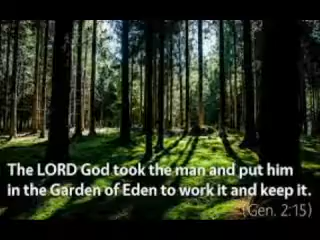 The LORD God took the man and put him
in the Garden of Eden to work it and keep it.
(Gen. 2:15)